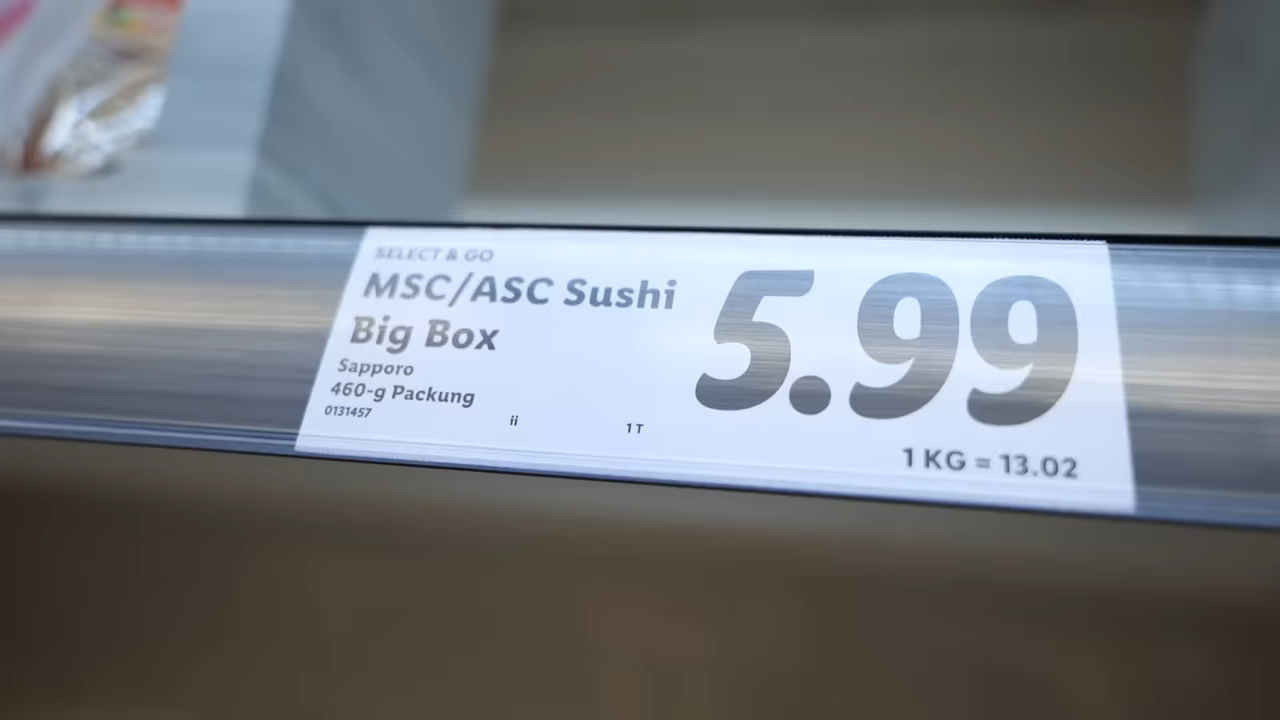 SELECT & GO
MSC/ASC Sushi
Big Box
Sapporo
460-g Packung
0131457
ii
1 T
5.99
1 KG = 13.02